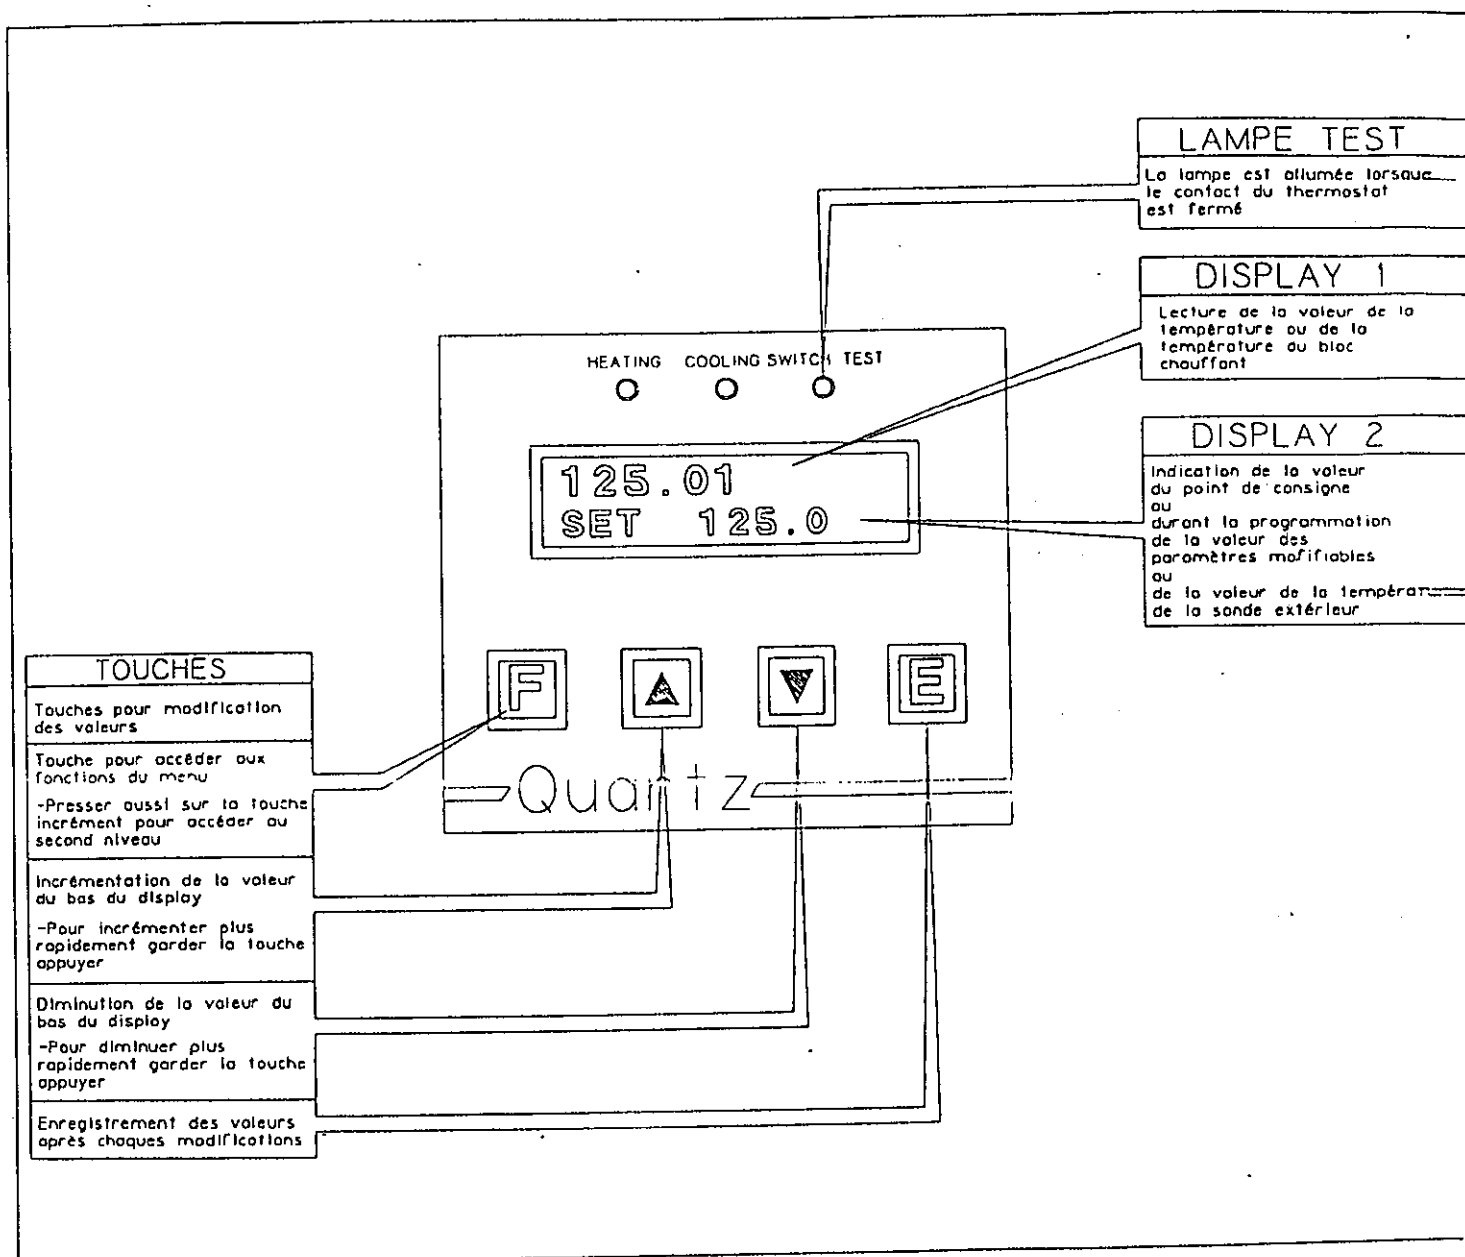 LAMPE TEST
La lampe est allumée lorsque
le contact du thermostat
est fermé
DISPLAY 1
Lecture de la valeur de la
température ou de la
température du bloc
chauffant
DISPLAY 2
Indication de la valeur
du point de consigne
ou
durant la programmation
de la valeur des
paramètres mofifiables
ou
de la valeur de la
de la sonde extérieur
HEATING COOLING SWITCH TEST
125.01
SET 125.0
F E
Quartz
TOUCHES
Touches pour modification
des valeurs
Touche pour accéder aux
fonctions du menu
-Presser aussi sur la touche
incrément pour accéder au
second niveau
Incrémentation de la valeur
du bas du display
-Pour incrémenter plus
rapidement garder la touche
appuyer
Diminution de la valeur du
bas du display
-Pour diminuer plus
rapidement garder la touche
appuyer
Enregistrement des valeurs
après chaques modifications